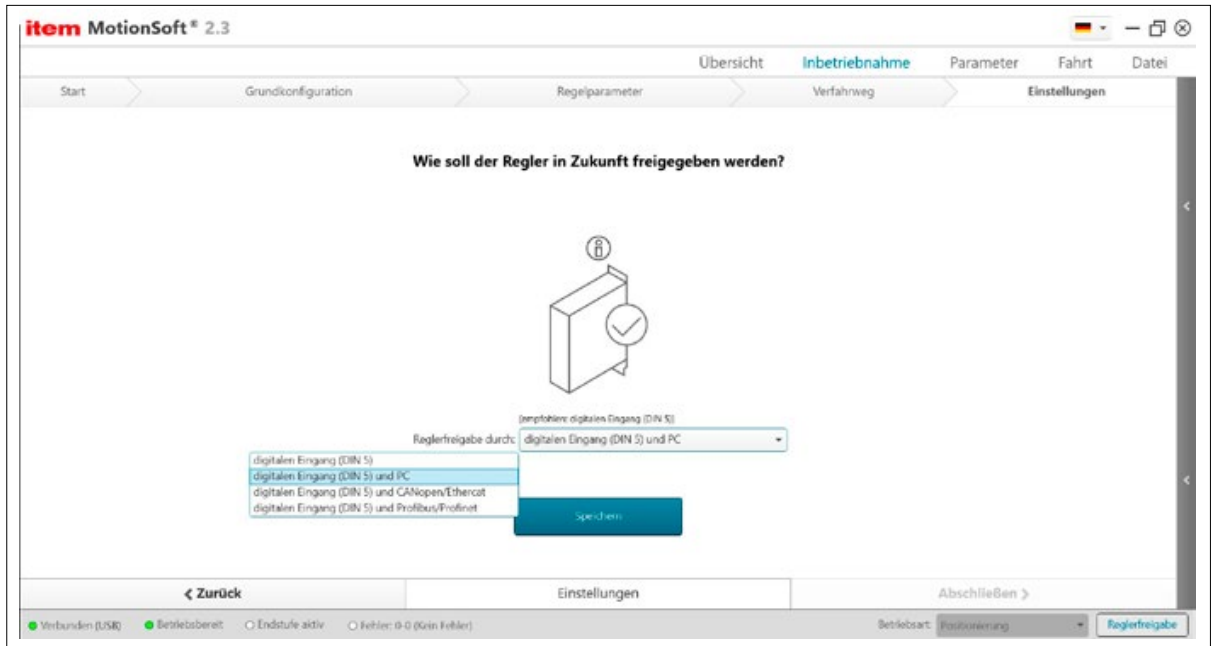 item MotionSoft® 2.3
Übersicht Inbetriebnahme Parameter Fahrt Datei
Start Grundkonfiguration Regelparameter Verfahrweg Einstellungen
Wie soll der Regler in Zukunft freigegeben werden?
(empfohlen: digitalen Eingang (DIN 5))
Reglerfreigabe durch: digitalen Eingang (DIN 5) und PC
digitalen Eingang (DIN 5)
digitalen Eingang (DIN 5) und PC
digitalen Eingang (DIN 5) und CANopen/Ethercat
digitalen Eingang (DIN 5) und Profibus/Profinet
Speichern
< Zurück Einstellungen Abschließen >
Verbunden (USB) Betriebsbereit Endstufe aktiv Fehler: 0-0 (Kein Fehler) Betriebsart: Positionierung Reglerfreigabe